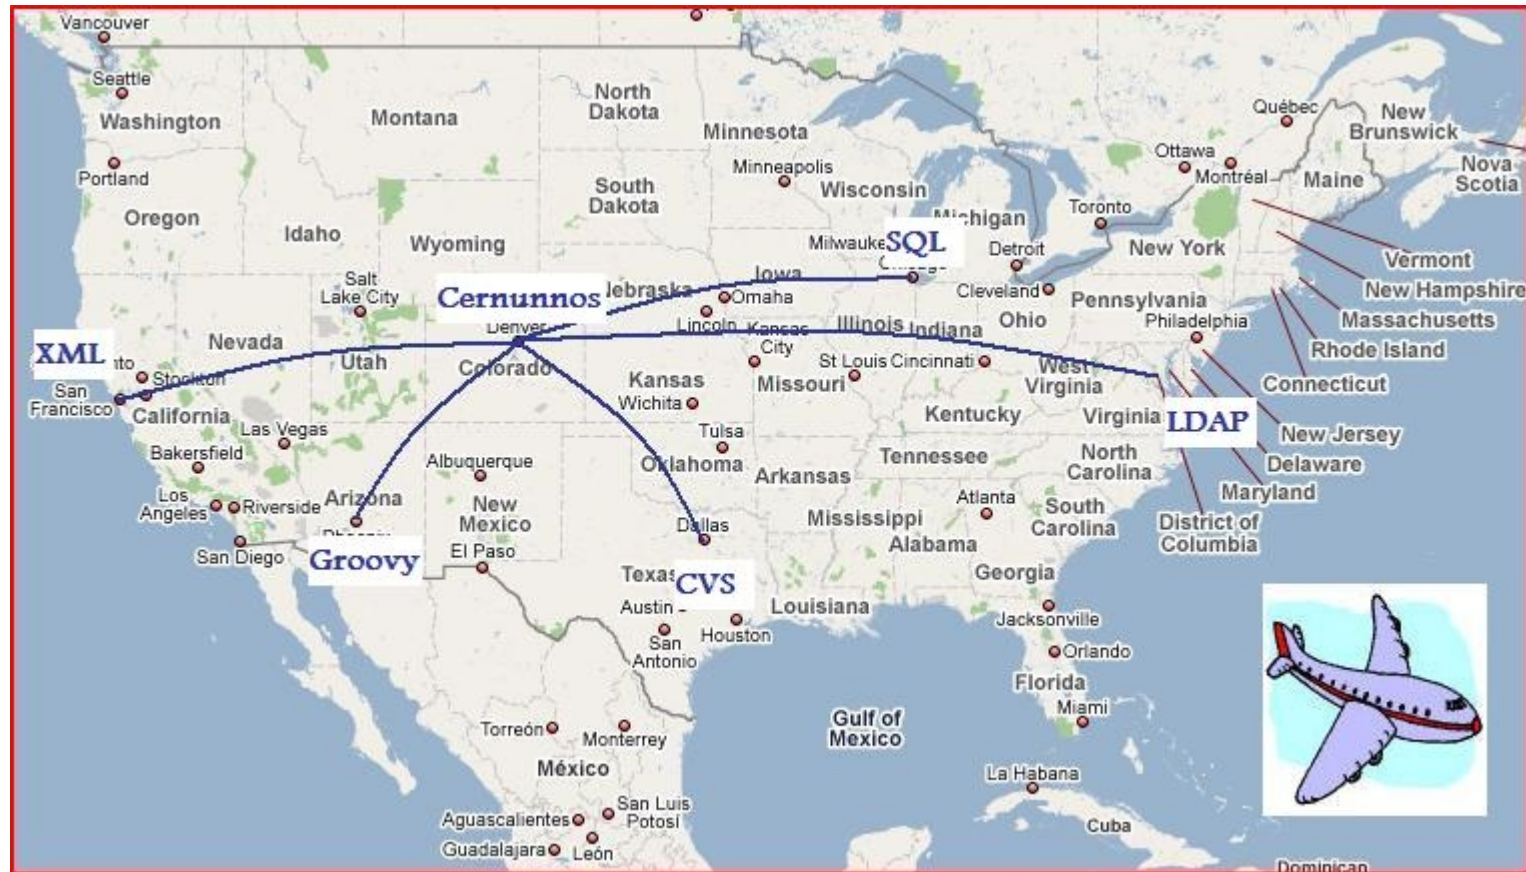 Vancouver
Seattle
Washington
Montana
North
Dakota
Minnesota
Québec
New
Brunswick
Ottawa
Montréal
Maine
Nova
Scotia
Portland
Minneapolis
Wisconsin
South
Dakota
Oregon
Idaho
Wyoming
Michigan
Toronto
New York
Milwauke
SQL
Detroit
Vermont
Salt
Lake City
Cernunnos
Nebraska
Iowa
Chicago
Omaha
Cleveland
Pennsylvania
New Hampshire
Massachusetts
Philadelphia
Denver
Lincoln
Kansas
City
Illinois
Indiana
Ohio
Rhode Island
XML
nto
Nevada
Utah
Colorado
Stockton
St Louis
Cincinnati
West
Virginia
Connecticut
San
Francisco
California
Kansas
Missouri
Wichita
Kentucky
Virginia
LDAP
Las Vegas
Tulsa
New Jersey
Bakersfield
Albuquerque
Oklahoma
Arkansas
Tennessee
North
Carolina
Delaware
Los
Angeles
Riverside
Arizona
New
Mexico
Atlanta
South
Carolina
Maryland
Phoenix
Dallas
Mississippi
Alabama
District of
Columbia
San Diego
Groovy
El Paso
Texas
CVS
Georgia
Austin
Louisiana
Houston
San
Antonio
Jacksonville
Orlando
Florida
Miami
Torreón
Monterrey
Gulf of
Mexico
México
La Habana
Aguascalientes
San Luis
Potosí
Cuba
Guadalajara
León
Dominican